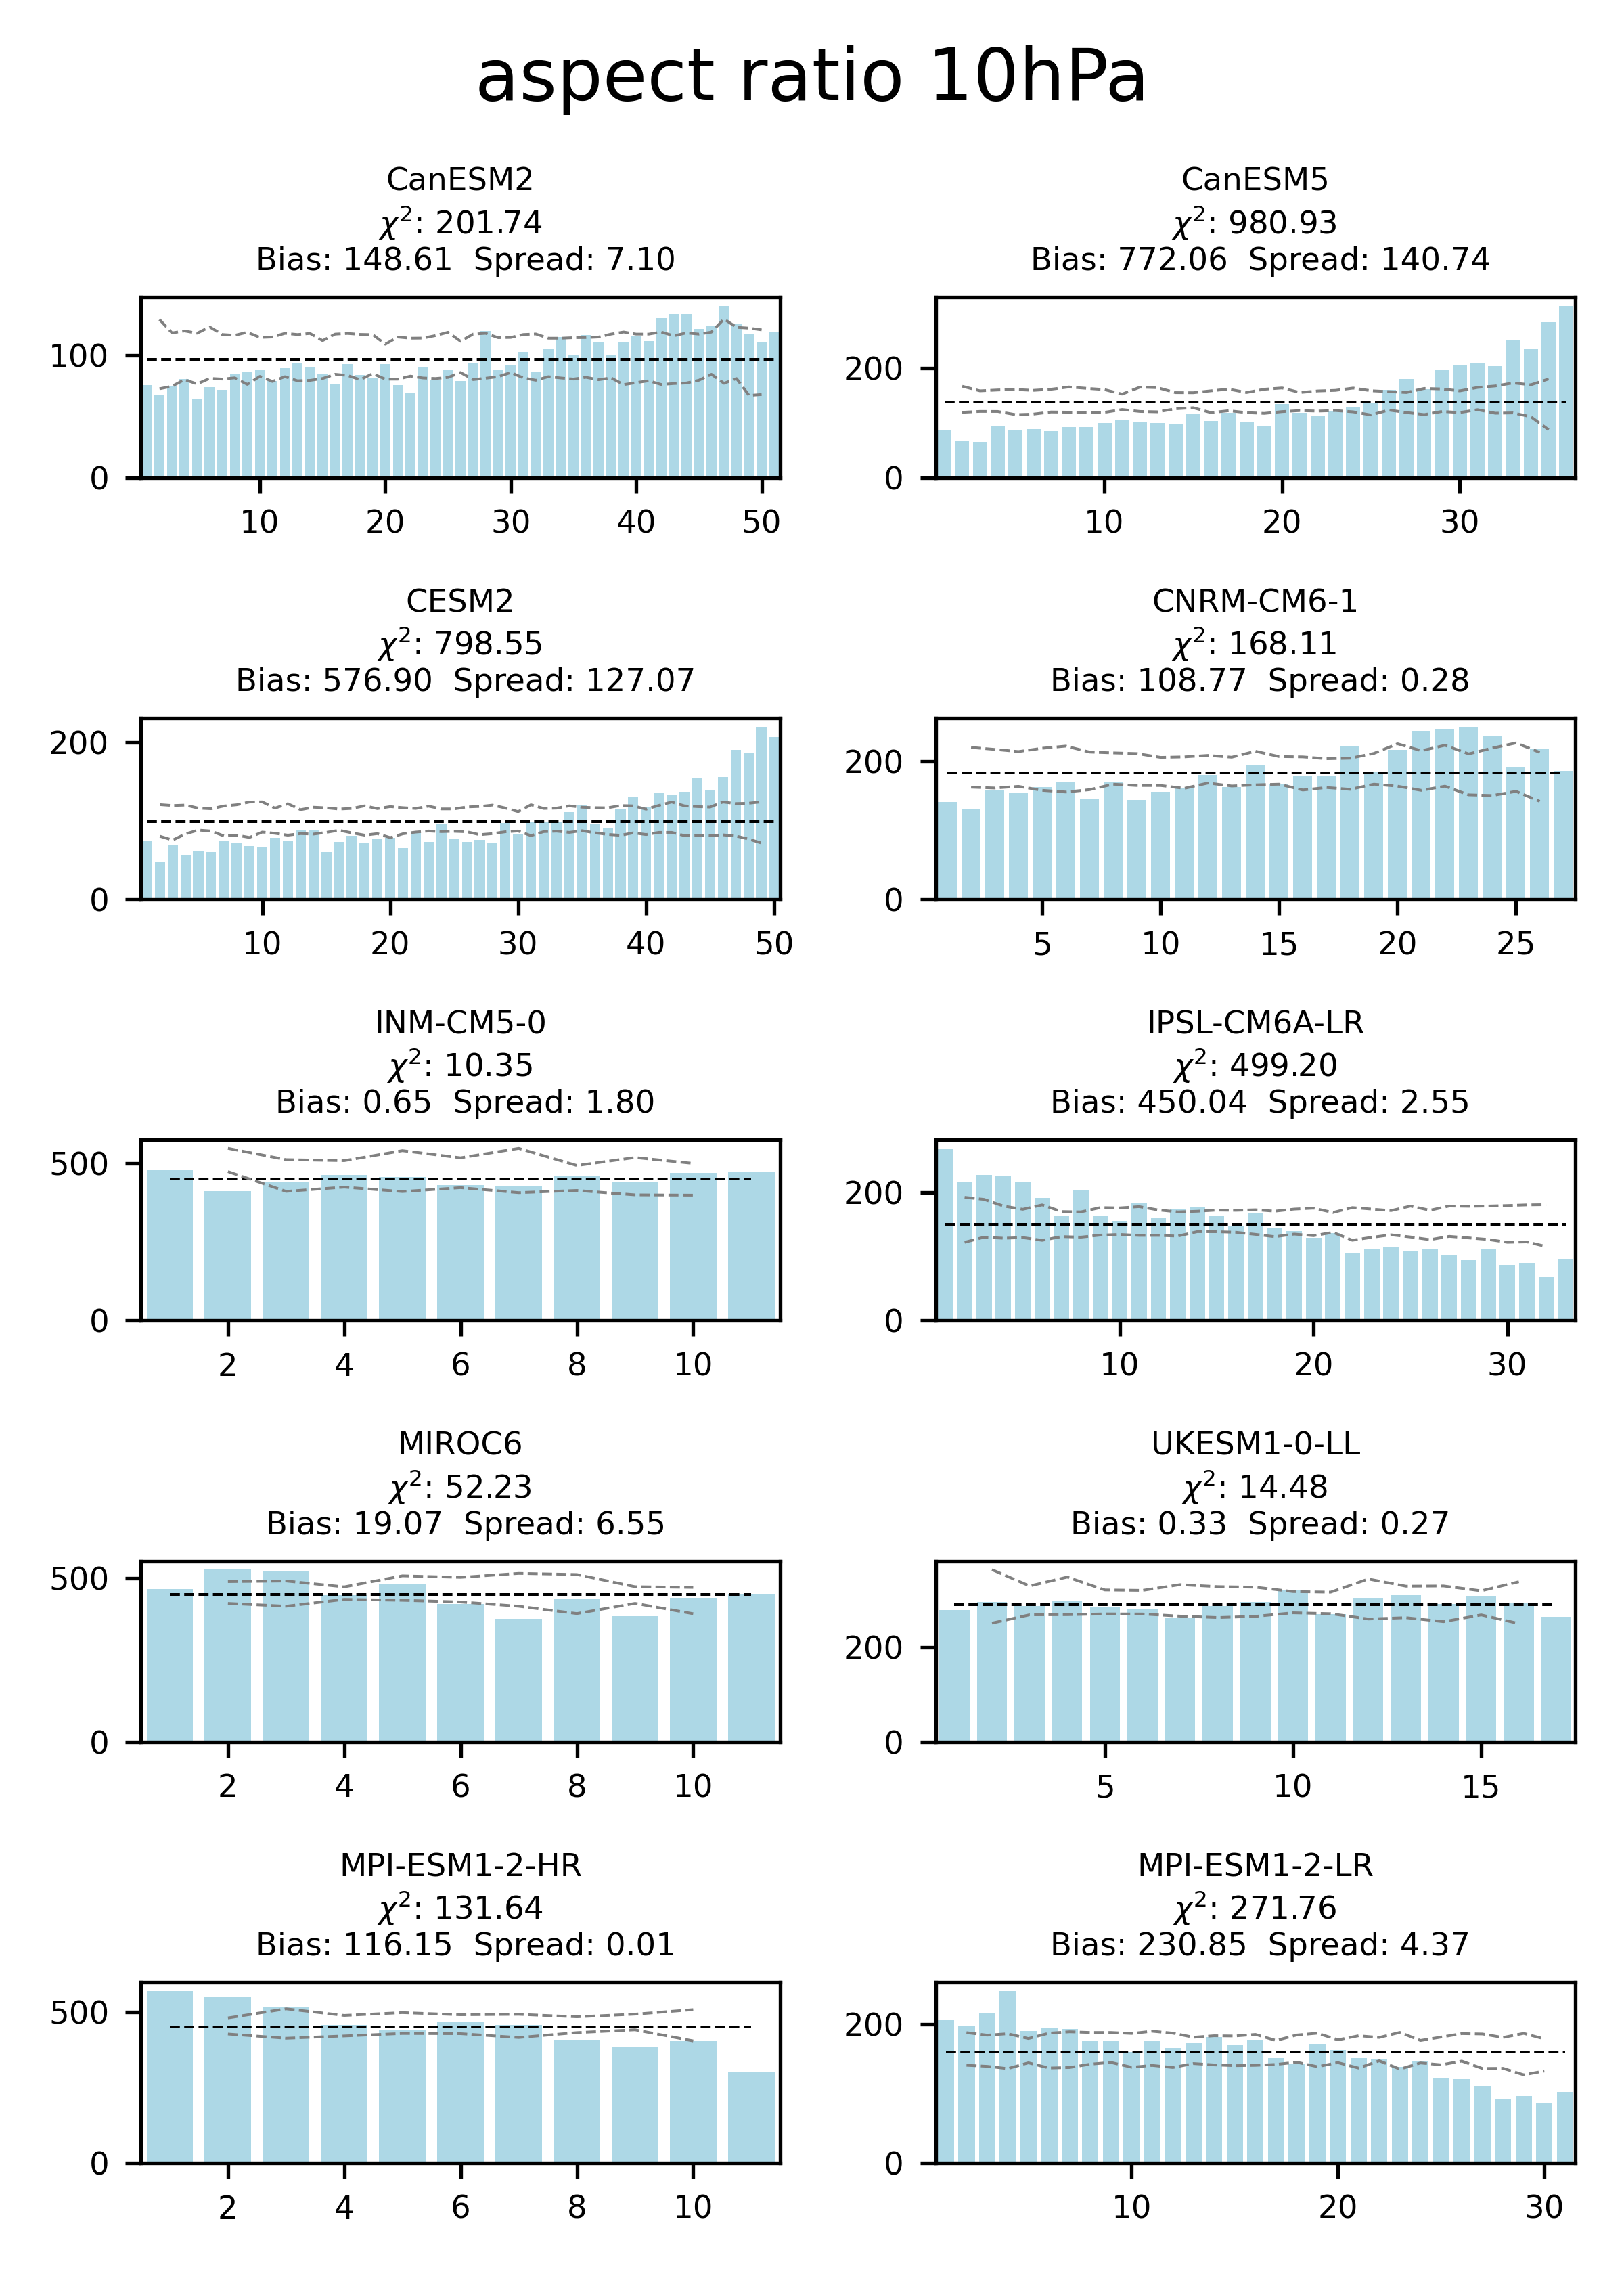 aspect ratio 10hPa
CanESM2
χ²: 201.74
Bias: 148.61 Spread: 7.10
100
0
10 20 30 40 50
CanESM5
χ²: 980.93
Bias: 772.06 Spread: 140.74
200
0
10 20 30
CESM2
χ²: 798.55
Bias: 576.90 Spread: 127.07
200
0
10 20 30 40 50
CNRM-CM6-1
χ²: 168.11
Bias: 108.77 Spread: 0.28
200
0
5 10 15 20 25
INM-CM5-0
χ²: 10.35
Bias: 0.65 Spread: 1.80
500
0
2 4 6 8 10
IPSL-CM6A-LR
χ²: 499.20
Bias: 450.04 Spread: 2.55
200
0
10 20 30
MIROC6
χ²: 52.23
Bias: 19.07 Spread: 6.55
500
0
2 4 6 8 10
UKESM1-0-LL
χ²: 14.48
Bias: 0.33 Spread: 0.27
200
0
5 10 15
MPI-ESM1-2-HR
χ²: 131.64
Bias: 116.15 Spread: 0.01
500
0
2 4 6 8 10
MPI-ESM1-2-LR
χ²: 271.76
Bias: 230.85 Spread: 4.37
200
0
10 20 30